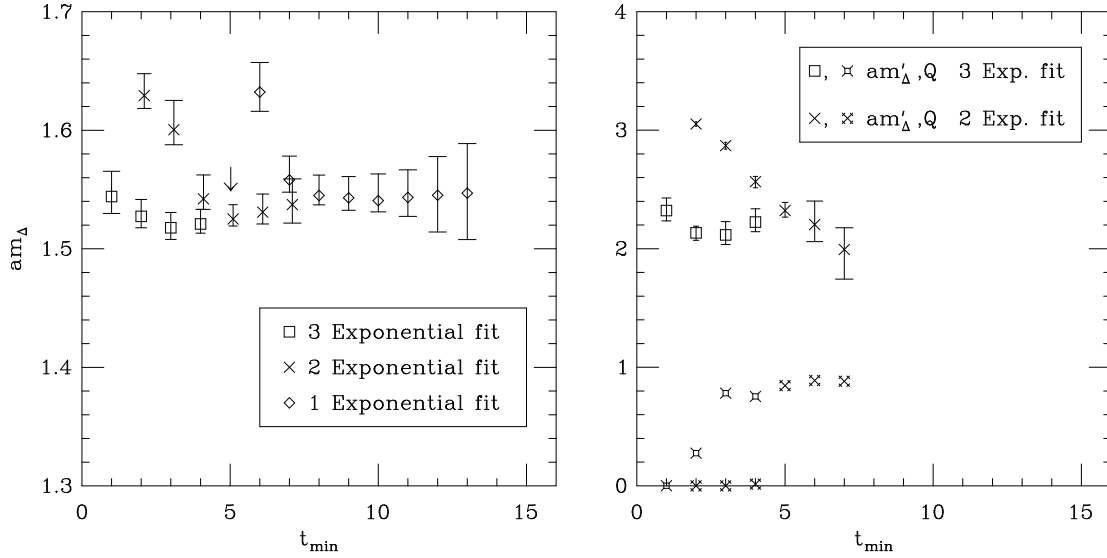 1.7
1.6
1.5
1.4
1.3
am_Δ
0 5 10 15
t_min
□ 3 Exponential fit
× 2 Exponential fit
◇ 1 Exponential fit
4
3
2
1
0
0 5 10 15
t_min
am′_Δ ,Q 3 Exp. fit
am′_Δ ,Q 2 Exp. fit